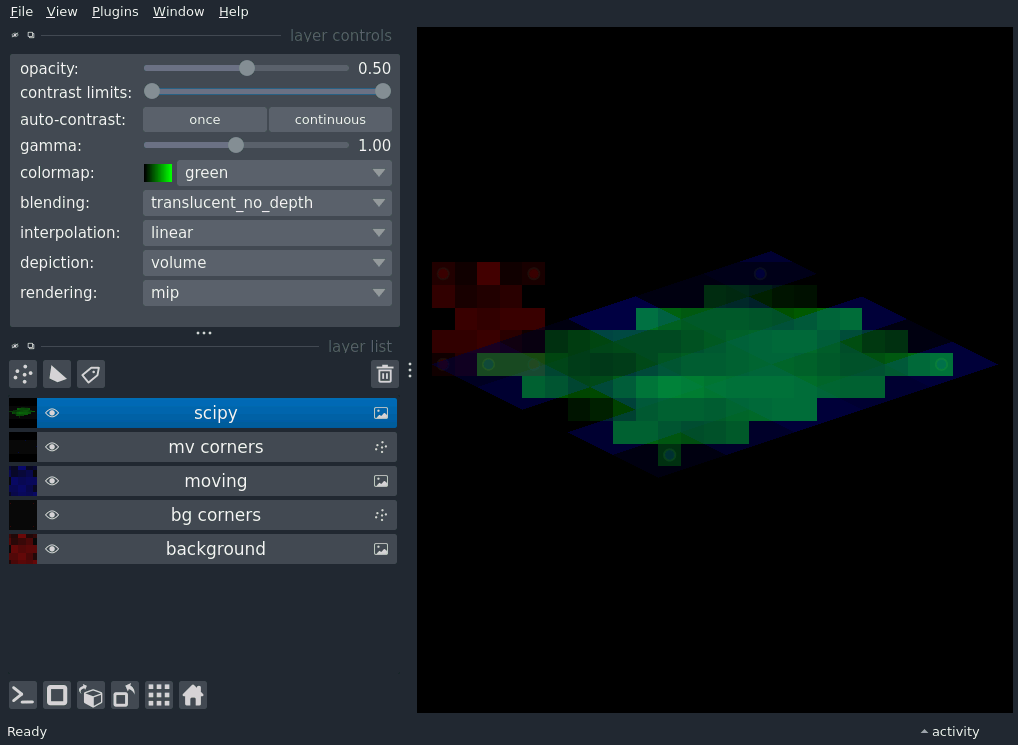 File View Plugins Window Help
layer controls
opacity: 0.50
contrast limits:
auto-contrast: once continuous
gamma: 1.00
colormap: green
blending: translucent_no_depth
interpolation: linear
depiction: volume
rendering: mip
layer list
scipy
mv corners
moving
bg corners
background
Ready activity